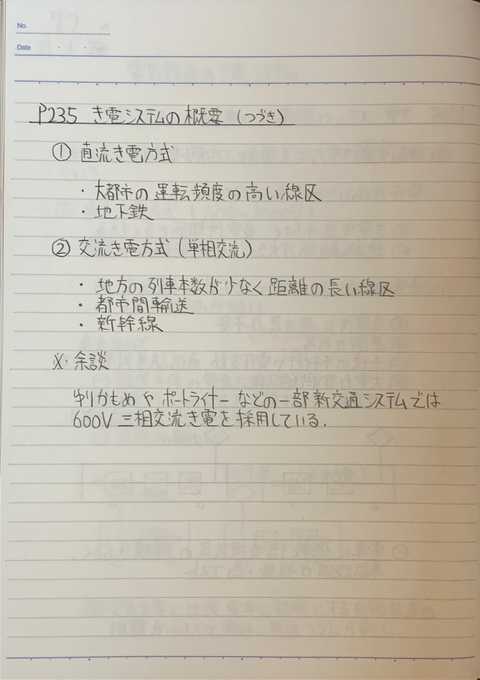 No.
Date
P235 き電システムの概要 (つづき)
① 直流き電方式
・大都市の運転頻度の高い線区
・地下鉄
② 交流き電方式 (単相交流)
・地方の列車本数が少なく距離の長い線区
・都市間輸送
・新幹線
※・余談
ゆりかもめやポートライナーなどの一部新交通システムでは
600V 三相交流き電を採用している.